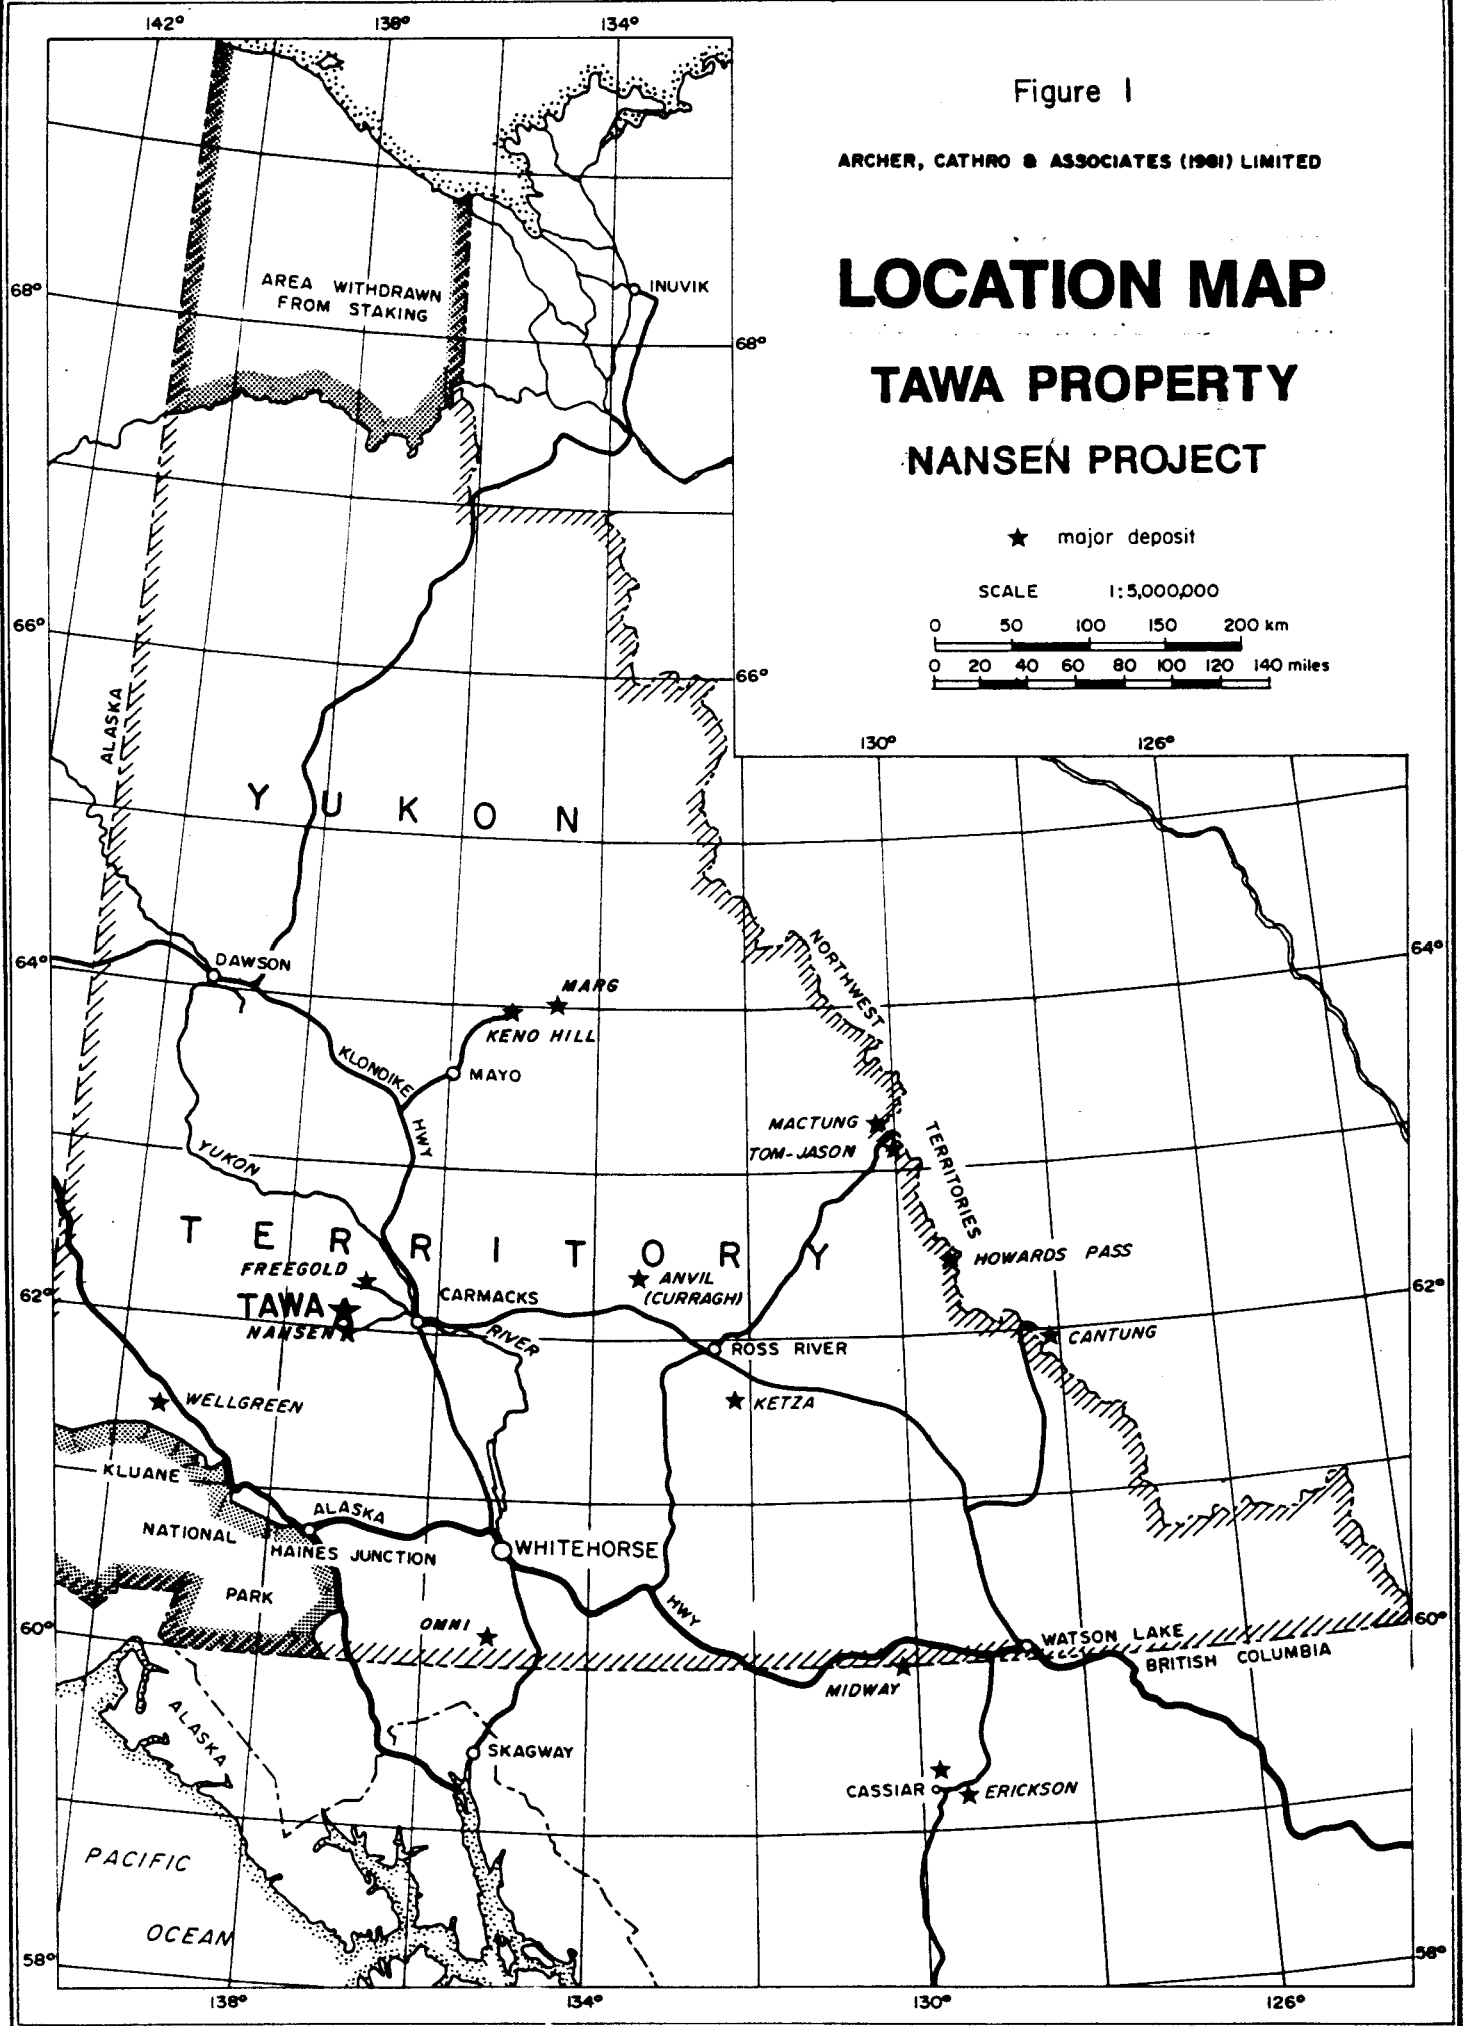 142° 138° 134°
Figure 1
ARCHER, CATHRO & ASSOCIATES (1981) LIMITED
LOCATION MAP
TAWA PROPERTY
NANSEN PROJECT
★ major deposit
SCALE 1:5,000,000
0 50 100 150 200 km
0 20 40 60 80 100 120 140 miles
130° 126°
68°
AREA WITHDRAWN
FROM STAKING
INUVIK
68°
66°
66°
ALASKA
YUKON
64°
DAWSON
MARG
KENO HILL
KLONDIKE
HWY
MAYO
NORTHWEST
TERRITORIES
64°
YUKON
MACTUNG
TOM-JASON
TERRITORY
HOWARDS PASS
FREEGOLD
TAWA
NANSEN
CARMACKS
RIVER
ANVIL
(CURRAGH)
62°
62°
ROSS RIVER
CANTUNG
WELLGREEN
KETZA
KLUANE
NATIONAL
PARK
ALASKA
HAINES JUNCTION
WHITEHORSE
HWY
OMNI
60°
60°
WATSON LAKE
BRITISH COLUMBIA
MIDWAY
ALASKA
SKAGWAY
CASSIAR
ERICKSON
PACIFIC
OCEAN
58°
58°
138° 134° 130° 126°